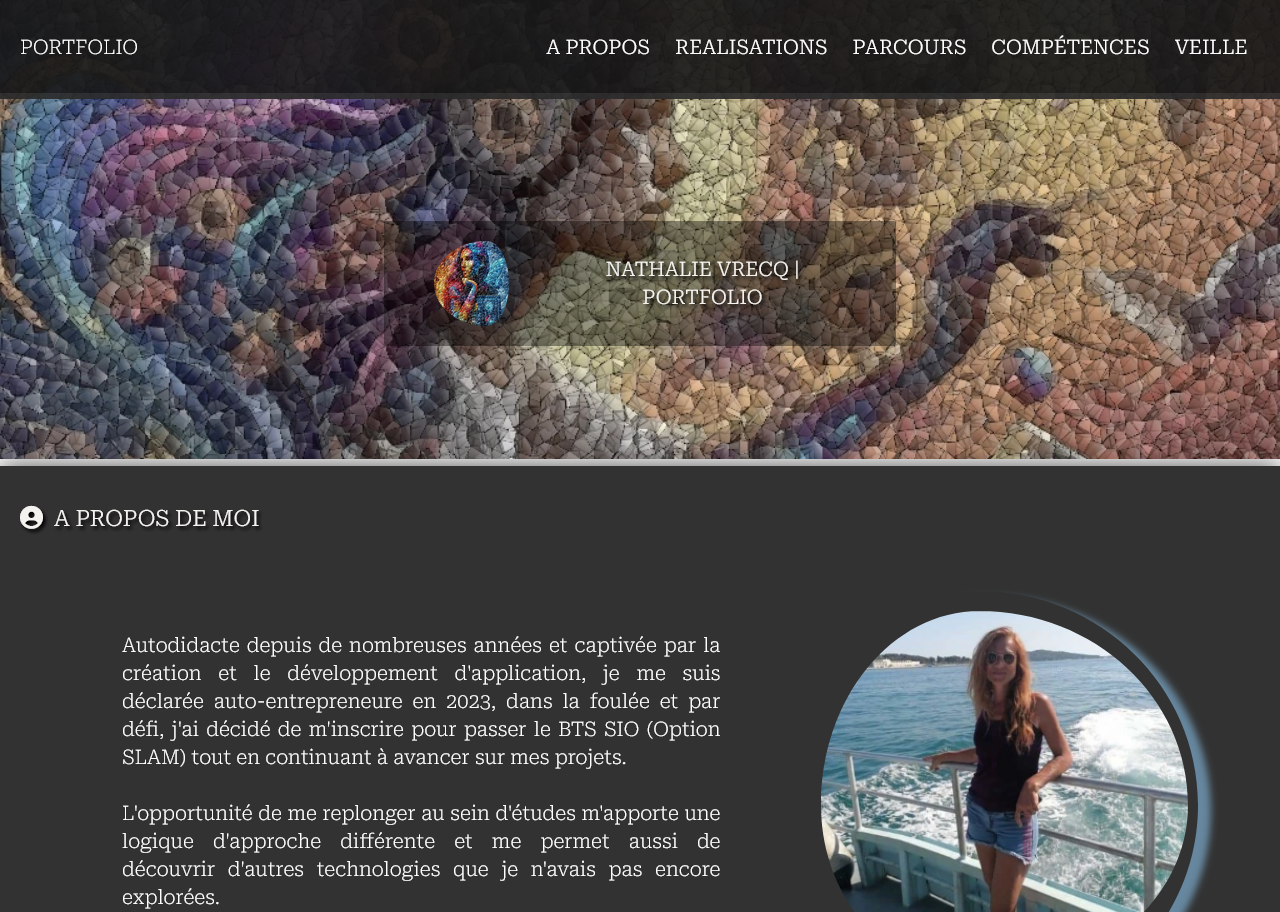 PORTFOLIO
A PROPOS REALISATIONS PARCOURS COMPÉTENCES VEILLE
NATHALIE VRECQ |
PORTFOLIO
A PROPOS DE MOI
Autodidacte depuis de nombreuses années et captivée par la
création et le développement d'application, je me suis
déclarée auto-entrepreneure en 2023, dans la foulée et par
défi, j'ai décidé de m'inscrire pour passer le BTS SIO (Option
SLAM) tout en continuant à avancer sur mes projets.
L'opportunité de me replonger au sein d'études m'apporte une
logique d'approche différente et me permet aussi de
découvrir d'autres technologies que je n'avais pas encore
explorées.